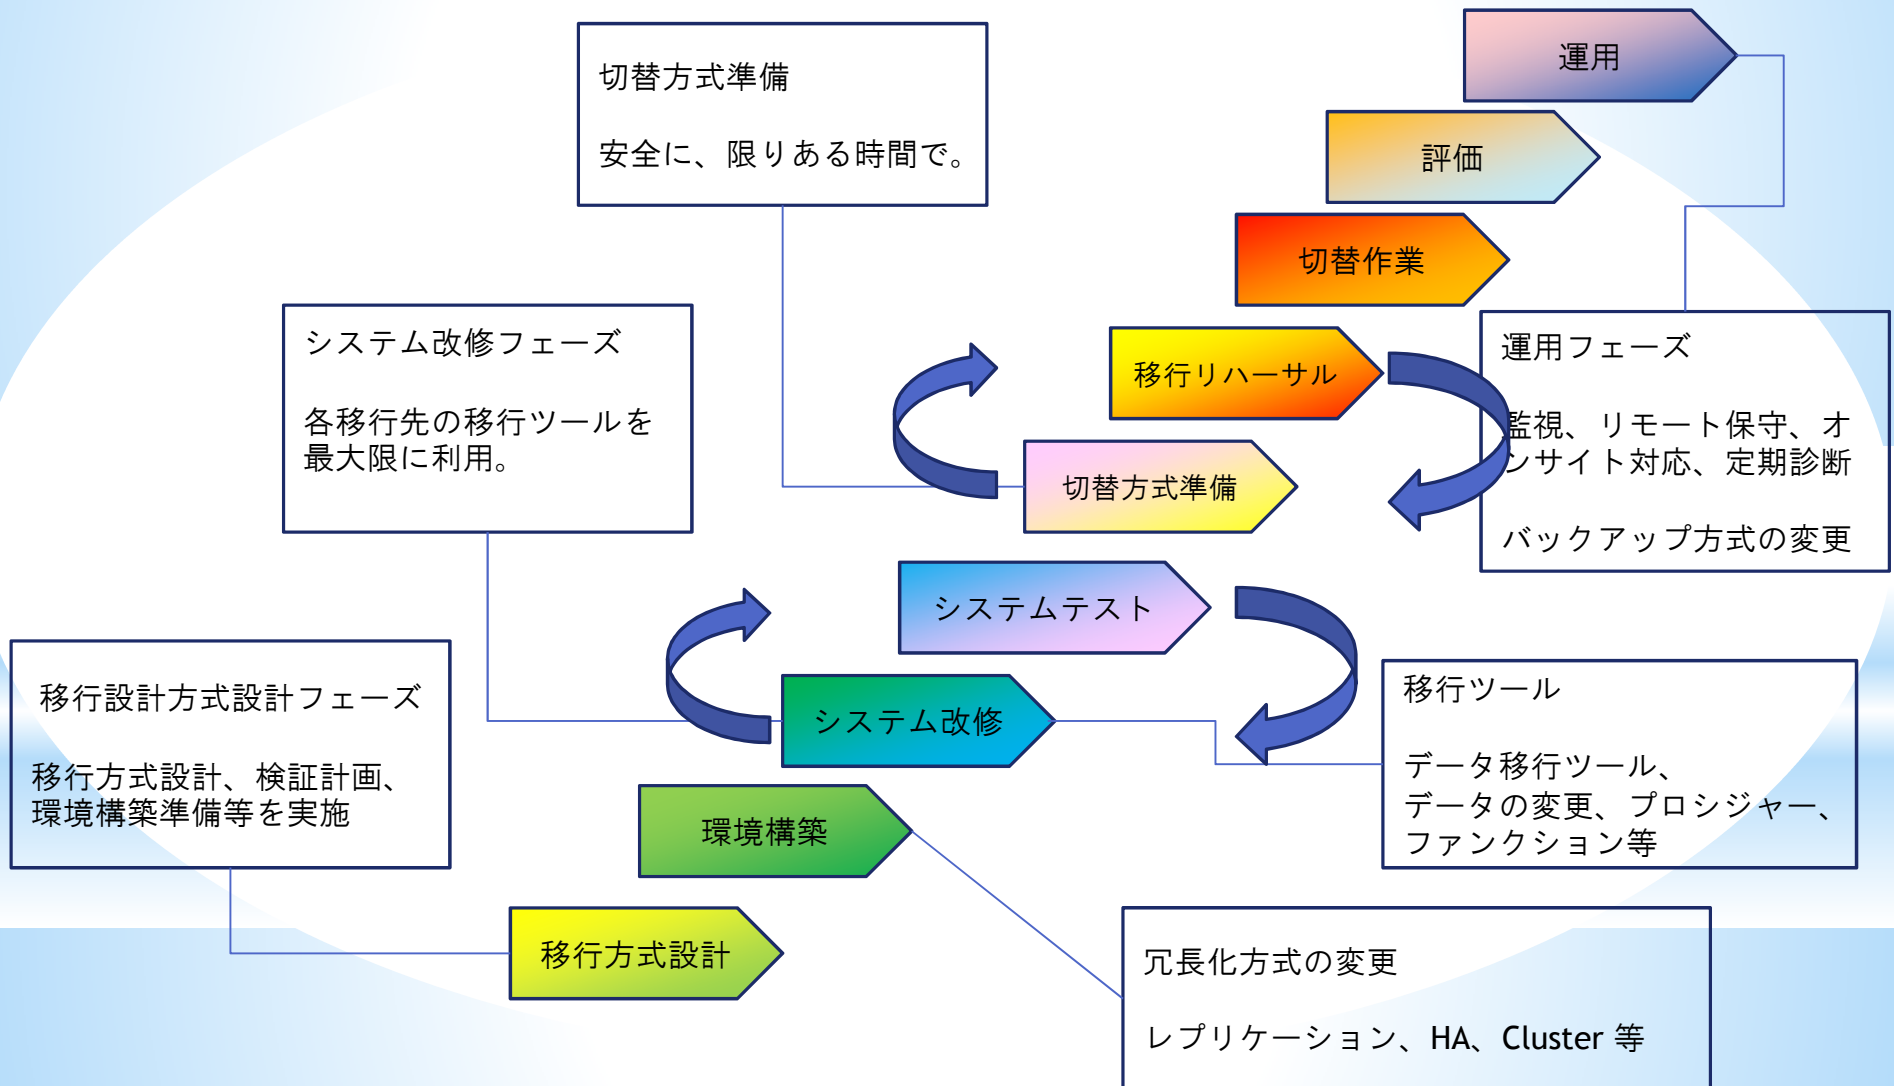 運用
評価
切替作業
移行リハーサル
切替方式準備
システムテスト
システム改修
環境構築
移行方式設計
切替方式準備
安全に、限りある時間で。
システム改修フェーズ
各移行先の移行ツールを
最大限に利用。
移行設計方式設計フェーズ
移行方式設計、検証計画、
環境構築準備等を実施
運用フェーズ
監視、リモート保守、オ
ンサイト対応、定期診断
バックアップ方式の変更
移行ツール
データ移行ツール、
データの変更、プロシジャー、
ファンクション等
冗長化方式の変更
レプリケーション、HA、Cluster 等